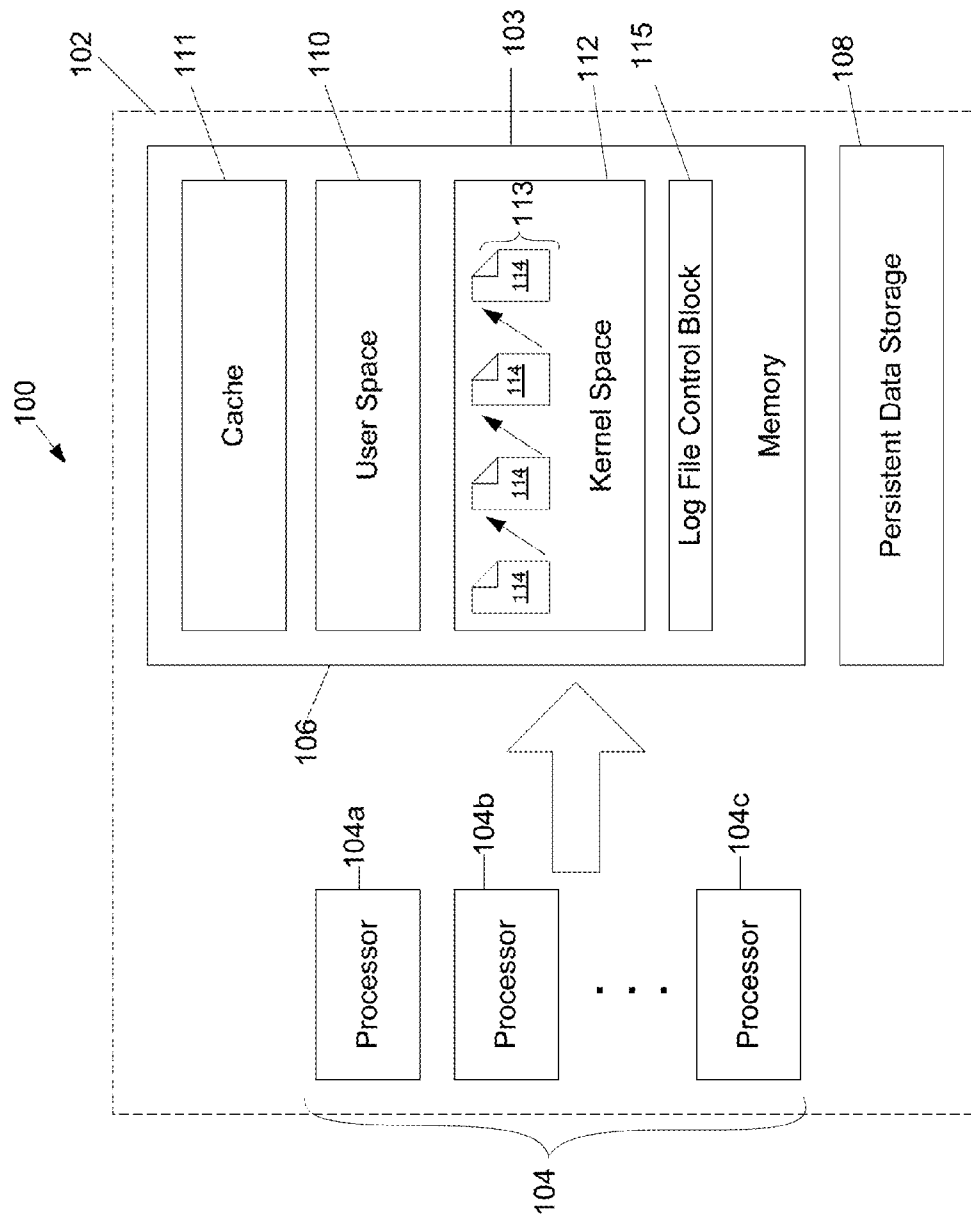 100
102
111
Cache
110
User Space
103
113
114 114 114 114
112
Kernel Space
115
Log File Control Block
Memory
108
Persistent Data Storage
106
104a
Processor
104b
Processor
. . .
104c
Processor
104